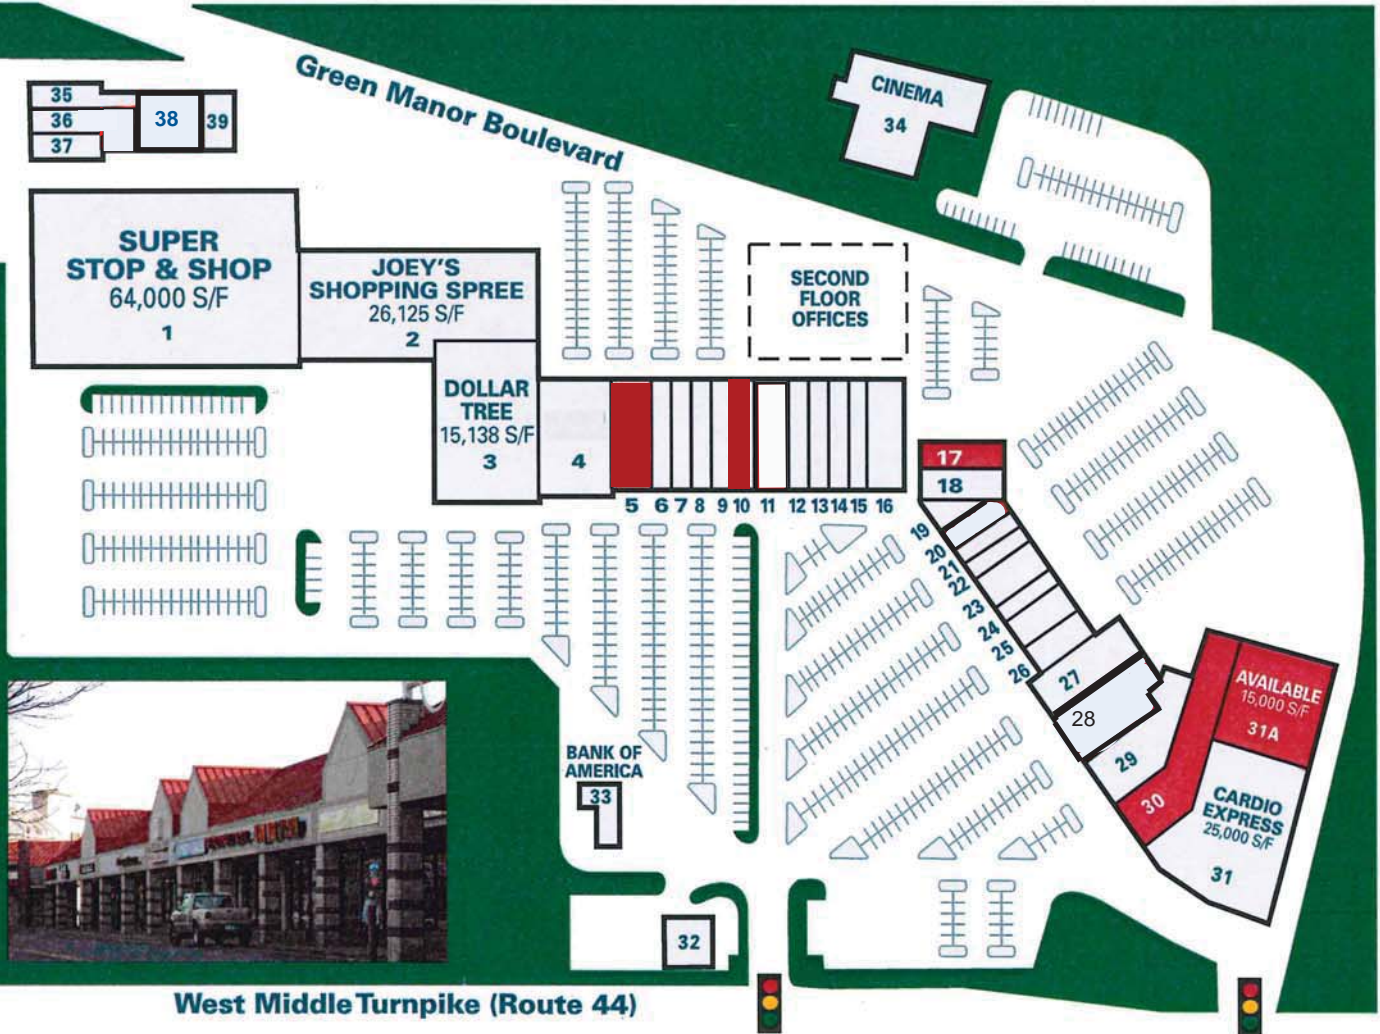 Green Manor Boulevard
CINEMA
34
35
36
37
38
39
SUPER
STOP & SHOP
64,000 S/F
1
JOEY'S
SHOPPING SPREE
26,125 S/F
2
SECOND
FLOOR
OFFICES
DOLLAR
TREE
15,138 S/F
3
4
5 6 7 8 9 10 11 12 13 14 15 16
17
18
19
20
21
22
23
24
25
26
27
28
29
30
AVAILABLE
15,000 S/F
31A
CARDIO
EXPRESS
25,000 S/F
31
BANK OF
AMERICA
33
32
West Middle Turnpike (Route 44)